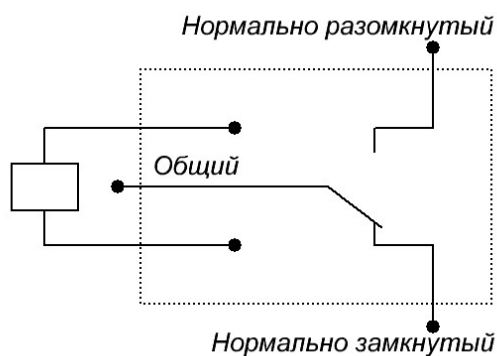 Нормально разомкнутый
Общий
Нормально замкнутый